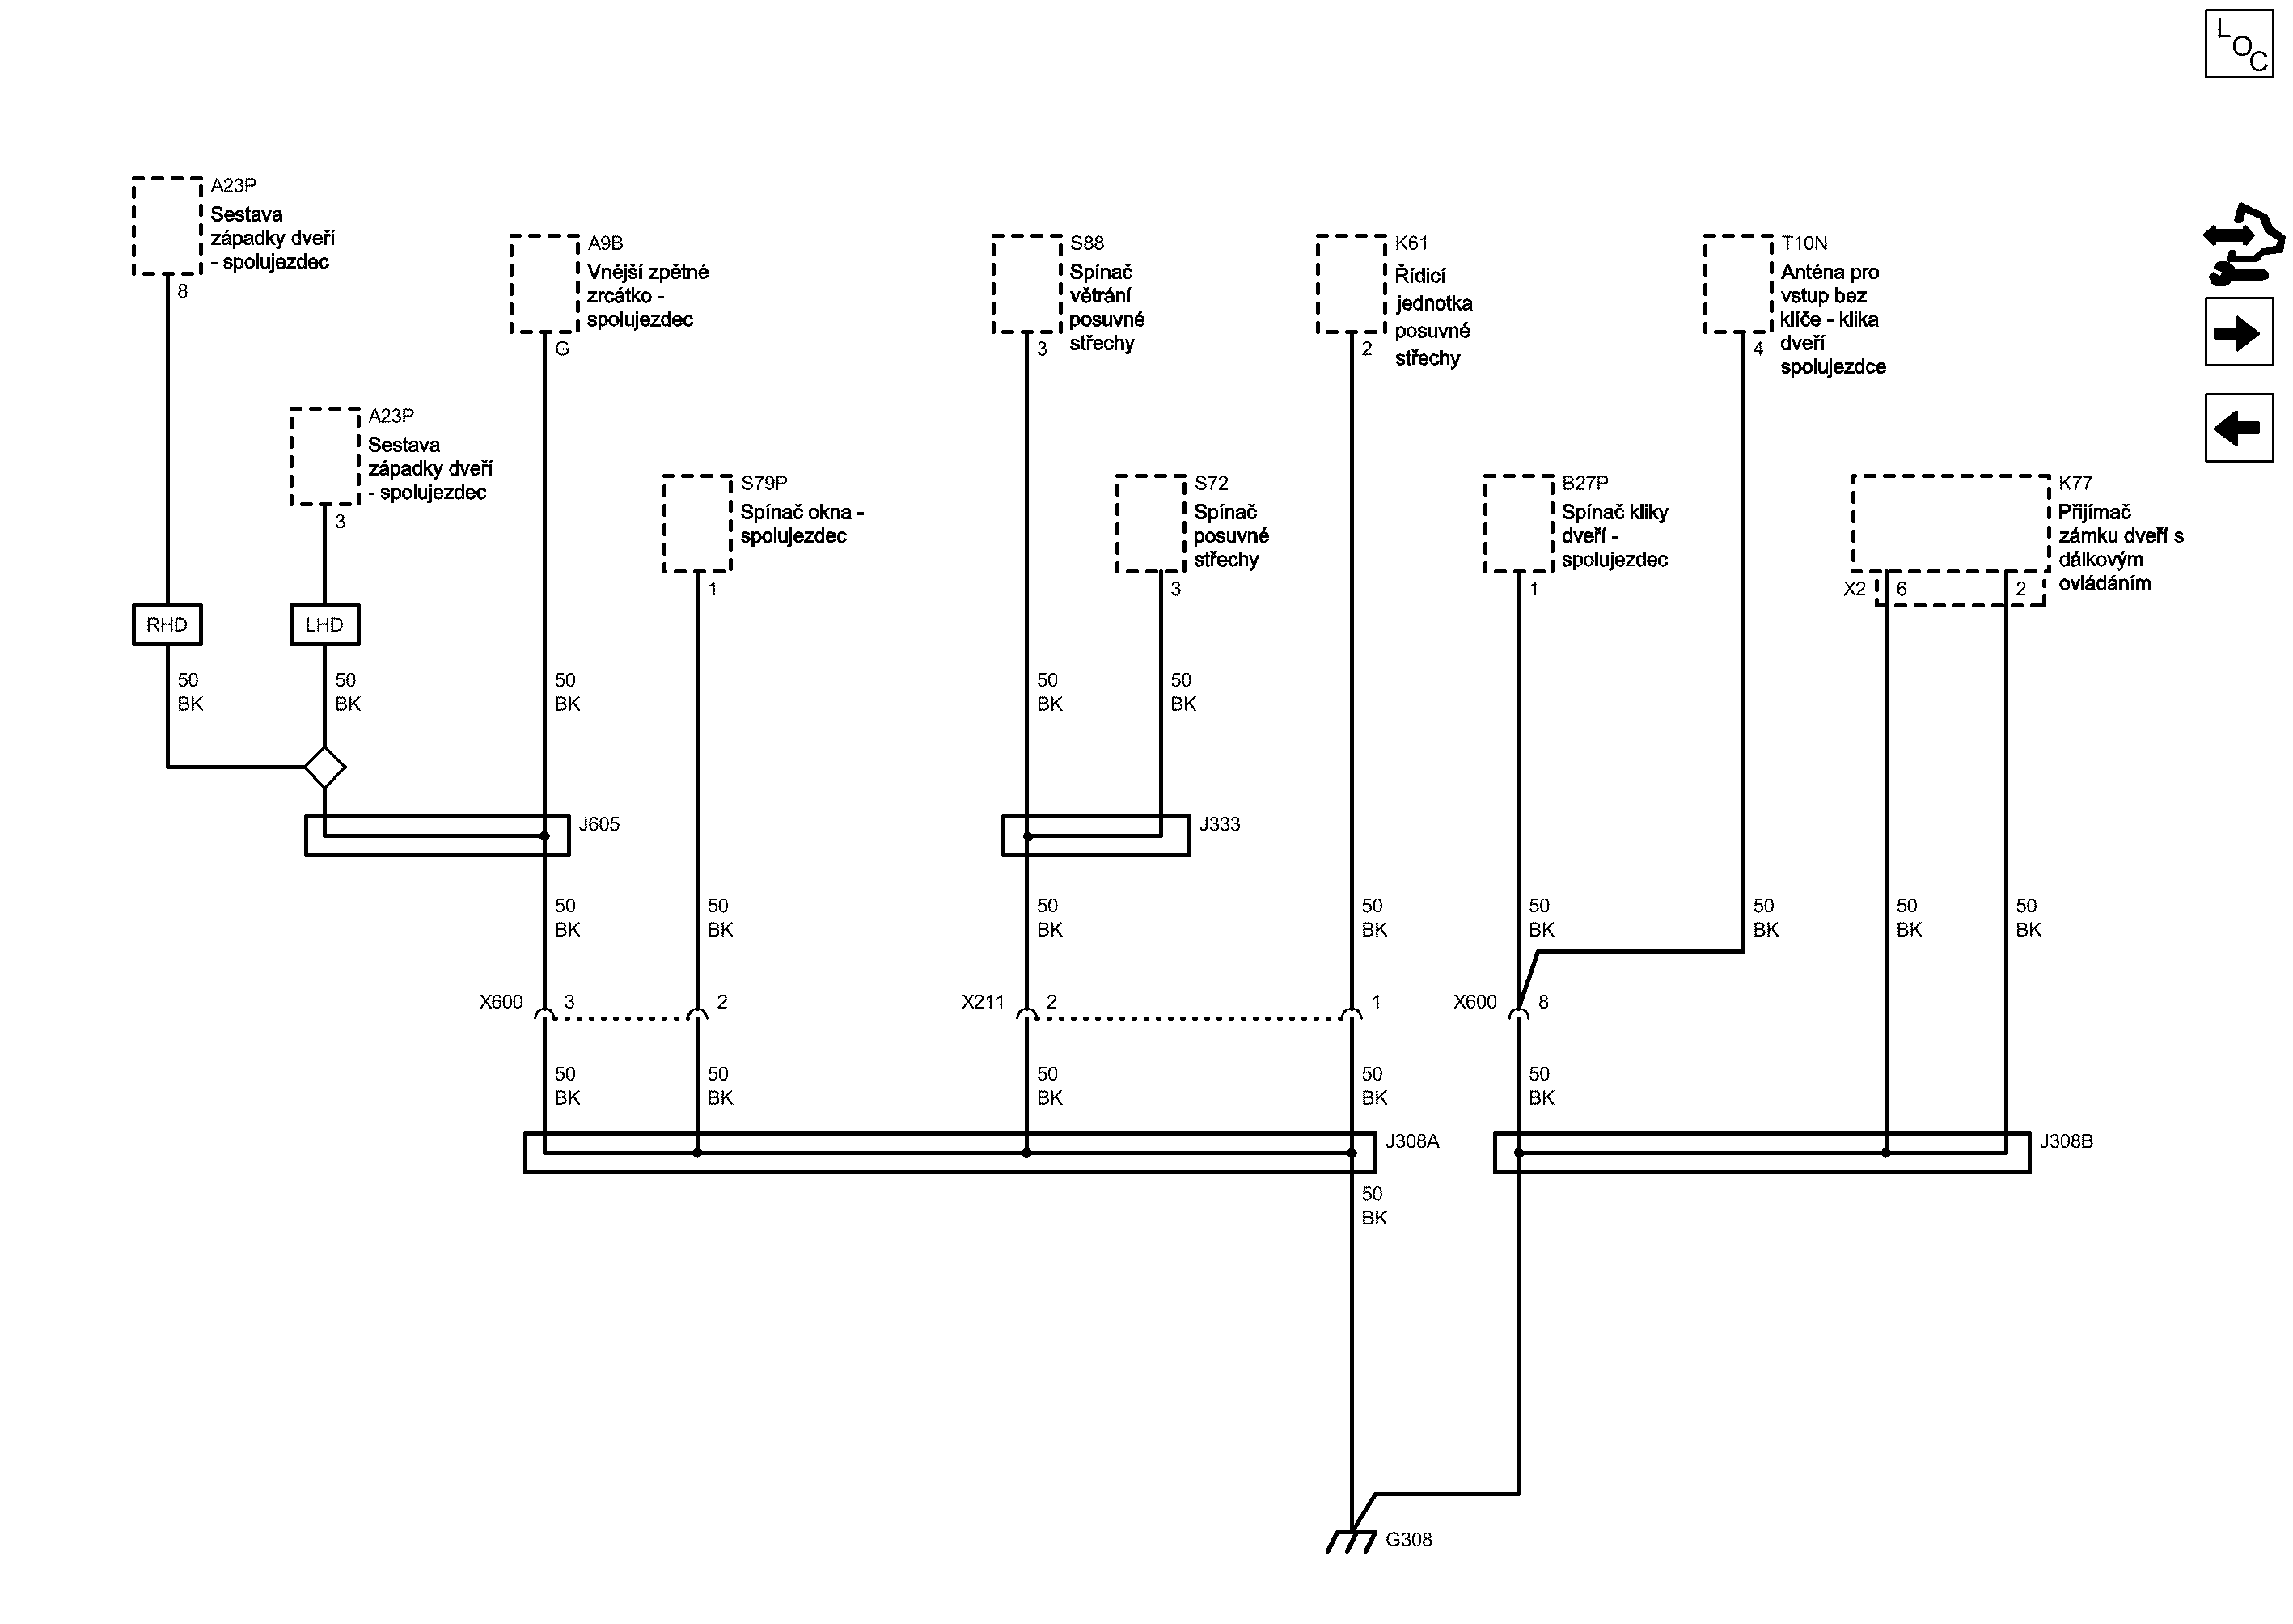 LOC
A23P
Sestava
západky dveří
- spolujezdec
8
A9B
Vnější zpětné
zrcátko -
spolujezdec
G
S88
Spínač
větrání
posuvné
střechy
3
K61
Řídicí
jednotka
posuvné
střechy
2
T10N
Anténa pro
vstup bez
klíče - klika
dveří
spolujezdce
4
A23P
Sestava
západky dveří
- spolujezdec
3
S79P
Spínač okna -
spolujezdec
1
S72
Spínač
posuvné
střechy
3
B27P
Spínač kliky
dveří -
spolujezdec
1
K77
Přijímač
zámku dveří s
dálkovým
ovládáním
X2 6 2
RHD LHD
50 50 50 50 50
BK BK BK BK BK
J605 J333
50 50 50 50 50 50 50 50
BK BK BK BK BK BK BK BK
X600 3 2 X211 2 1 X600 8
50 50 50 50 50
BK BK BK BK BK
J308A J308B
50
BK
G308